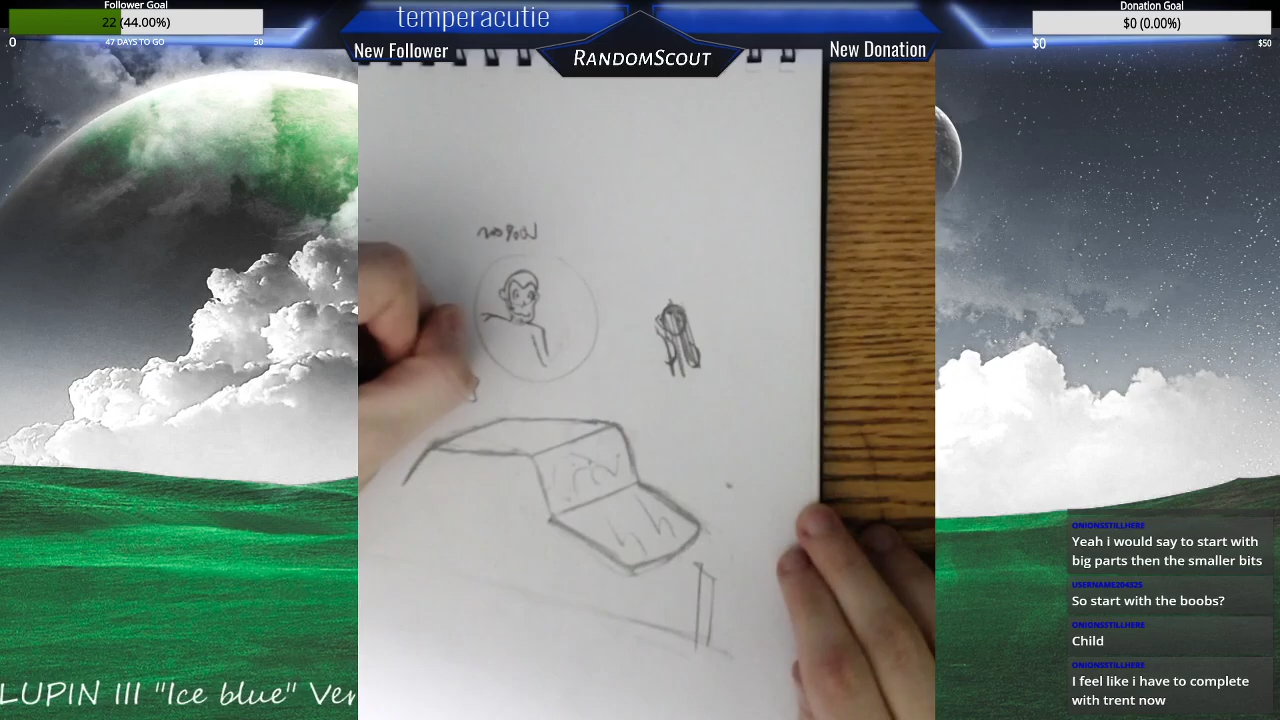 Follower Goal
22 (44.00%)
0
47 DAYS TO GO
50
temperacutie
New Follower
RANDOMSCOUT
New Donation
Donation Goal
$0 (0.00%)
$0
$50
ONIONSSTILLHERE
Yeah i would say to start with
big parts then the smaller bits
USERNAME204325
So start with the boobs?
ONIONSSTILLHERE
Child
ONIONSSTILLHERE
I feel like i have to complete
with trent now
LUPIN III "Ice blue" Ver